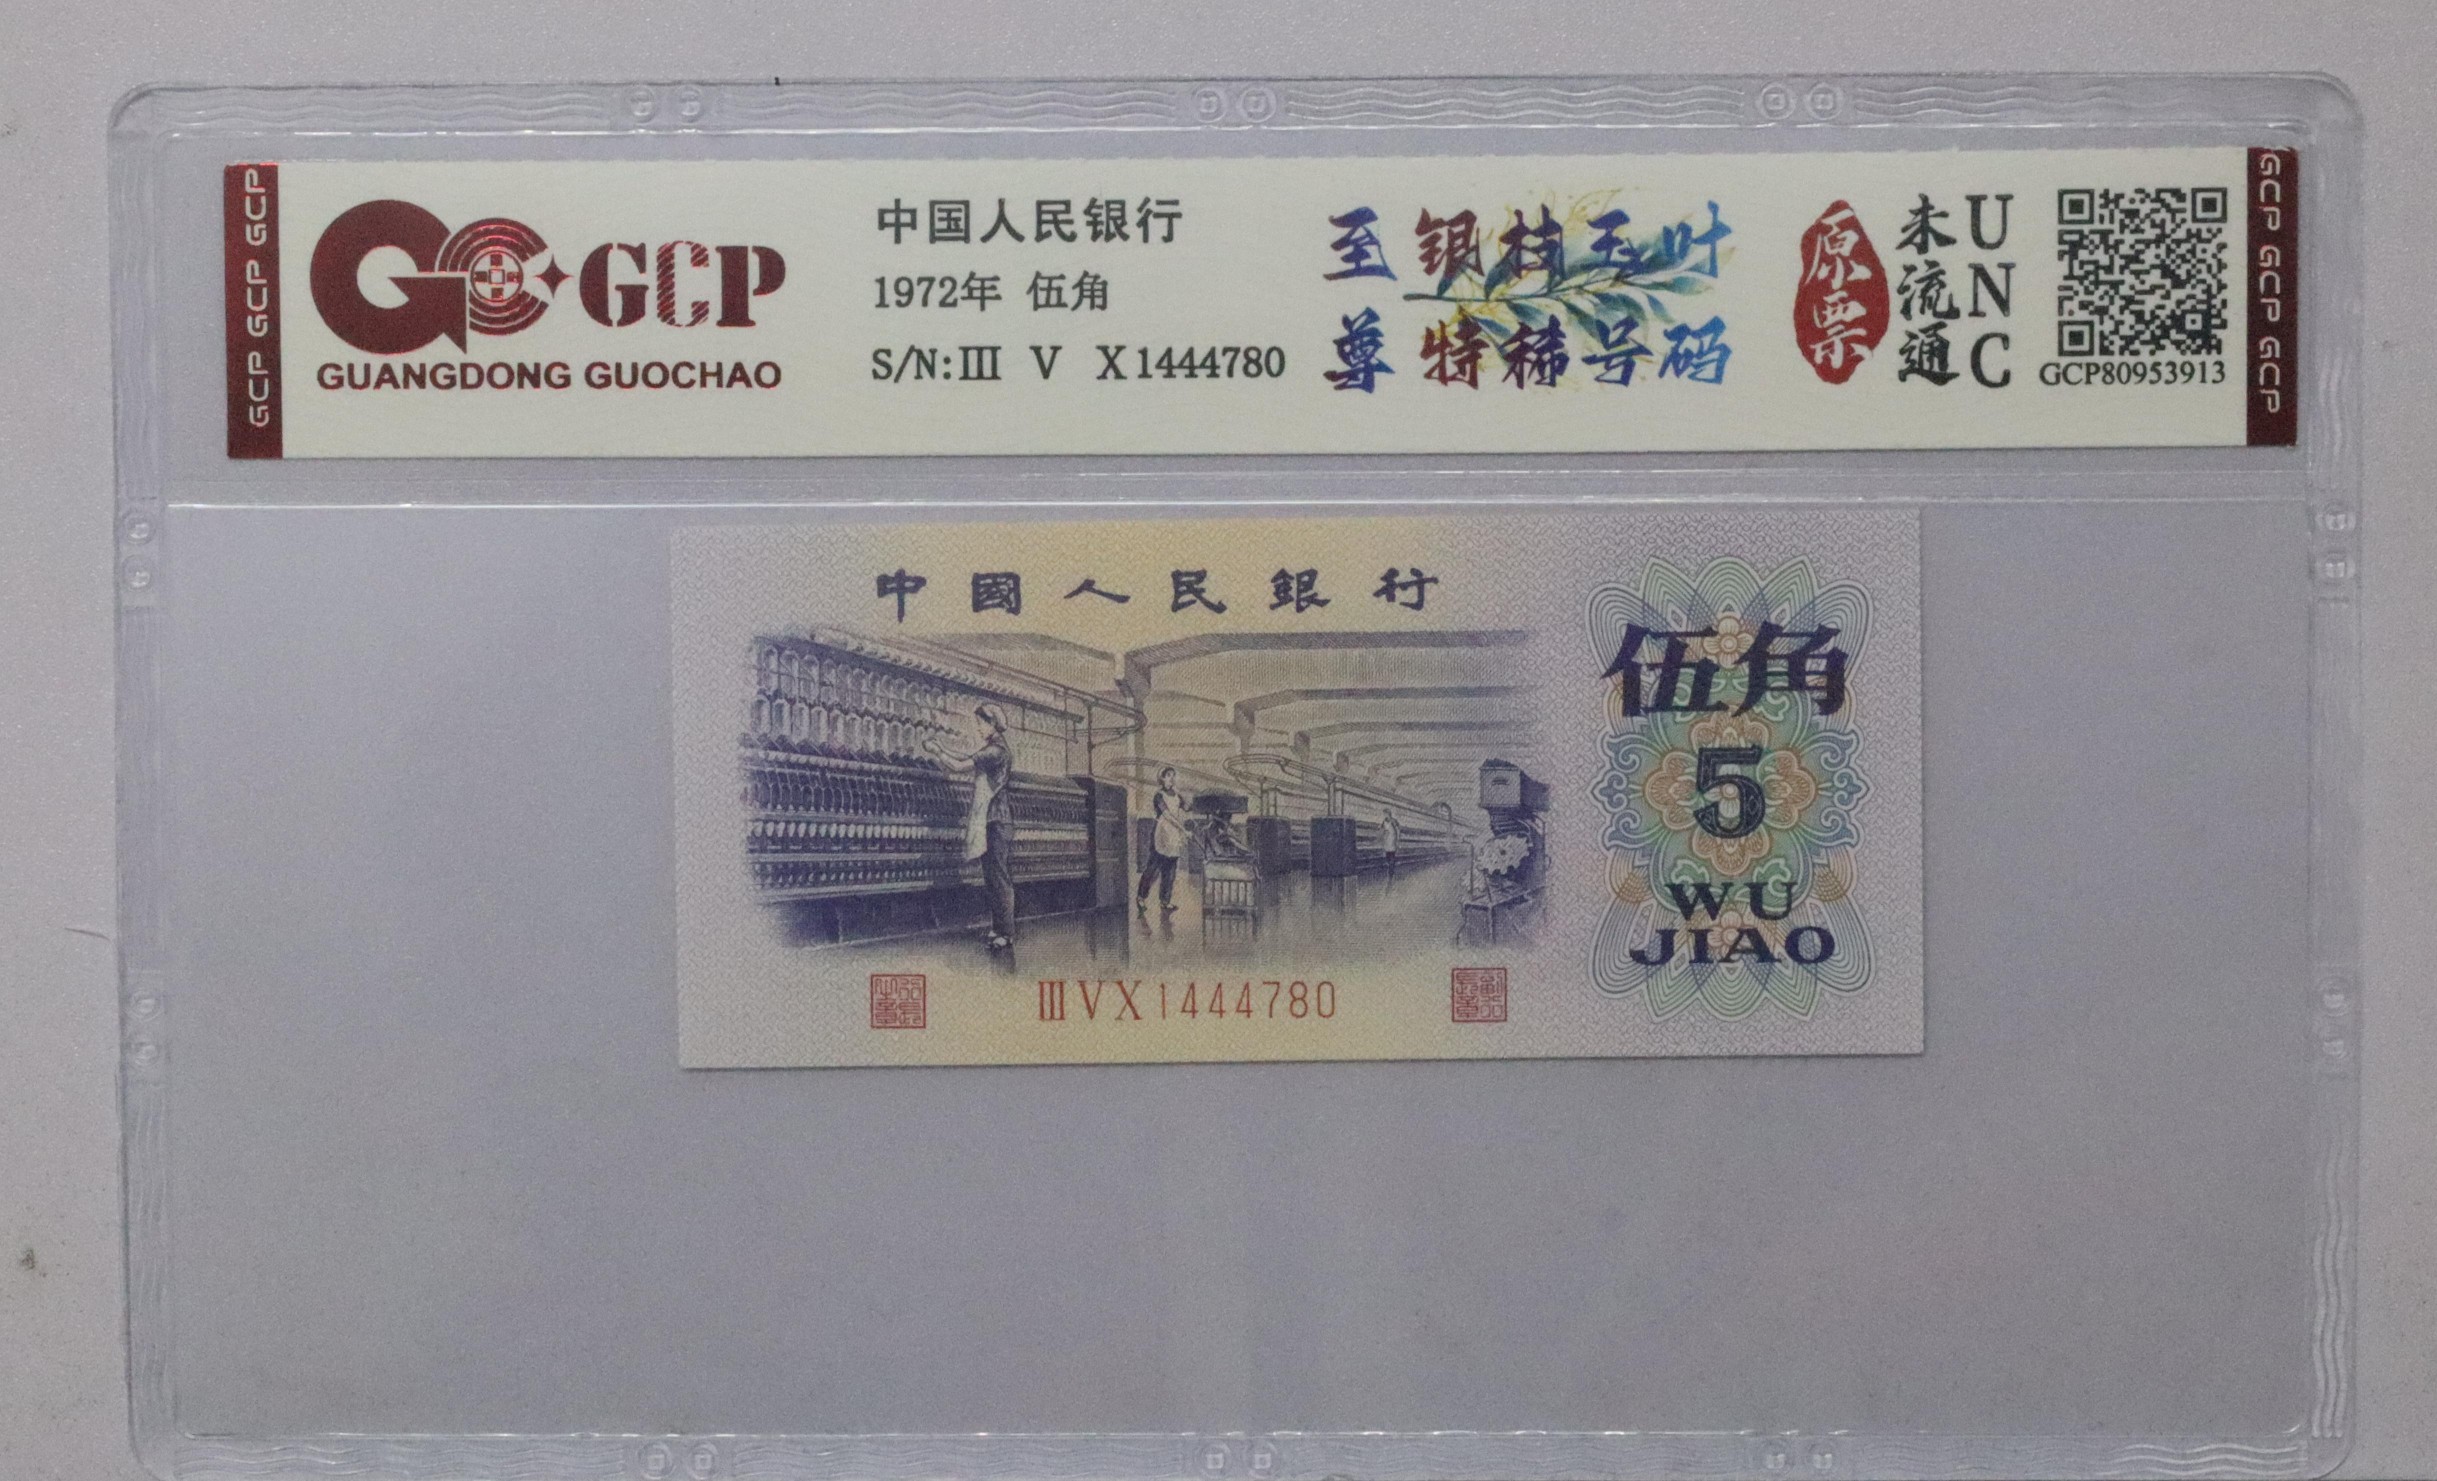 GCP GCP GCP
GCP
GUANGDONG GUOCHAO
中国人民银行
1972年 伍角
S/N:III V X1444780
至尊
银枝玉叶
特稀号码
原票
未流通
UNC
GCP80953913
GCP GCP GCP
中國人民銀行
伍角
5
WU
JIAO
III V X 1444780